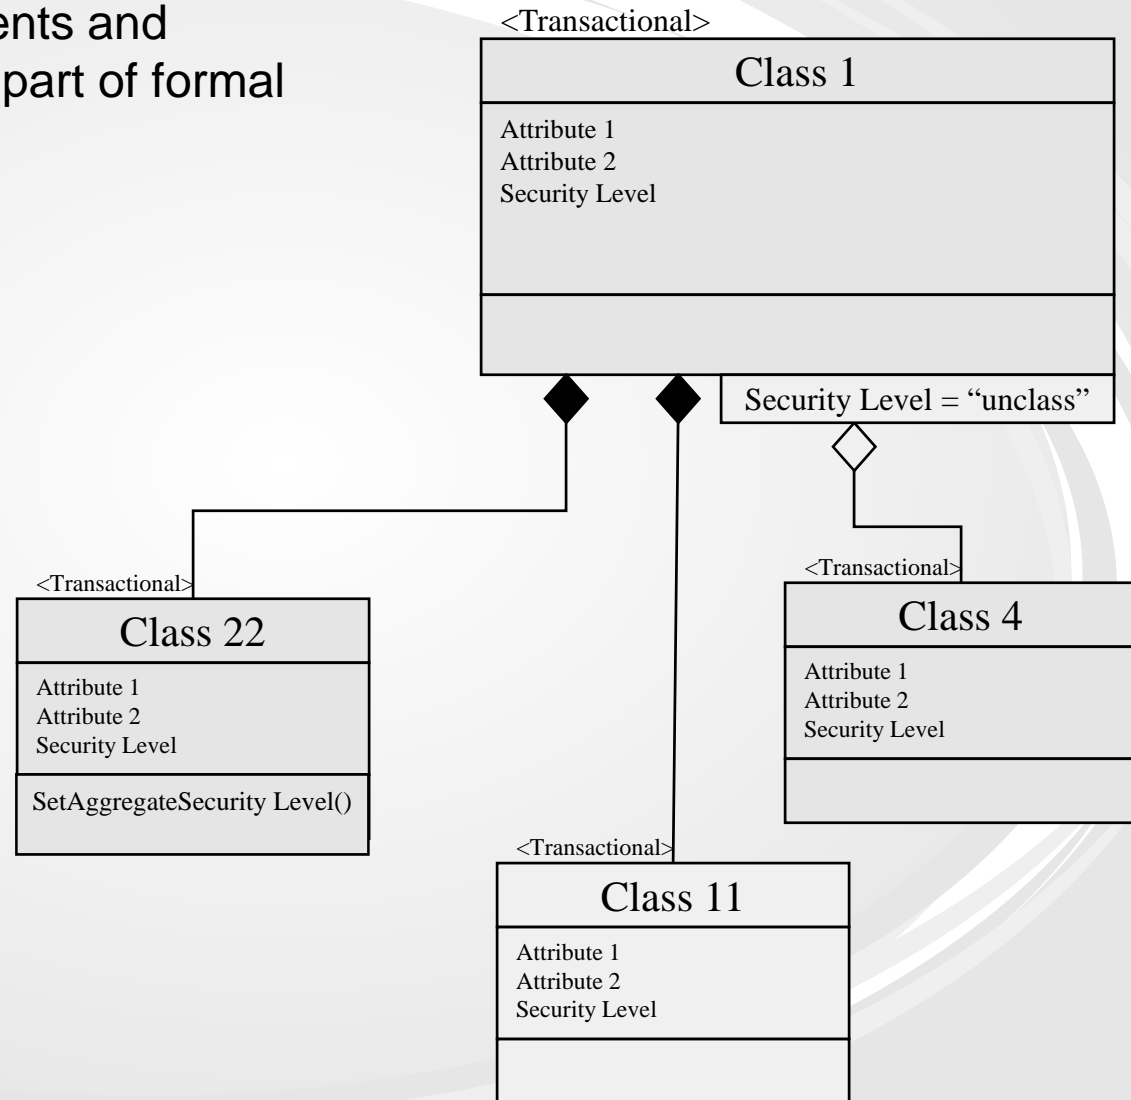 ents and
part of formal
<Transactional>
Class 1
Attribute 1
Attribute 2
Security Level
Security Level = “unclass”
<Transactional>
Class 22
Attribute 1
Attribute 2
Security Level
SetAggregateSecurity Level()
<Transactional>
Class 4
Attribute 1
Attribute 2
Security Level
<Transactional>
Class 11
Attribute 1
Attribute 2
Security Level